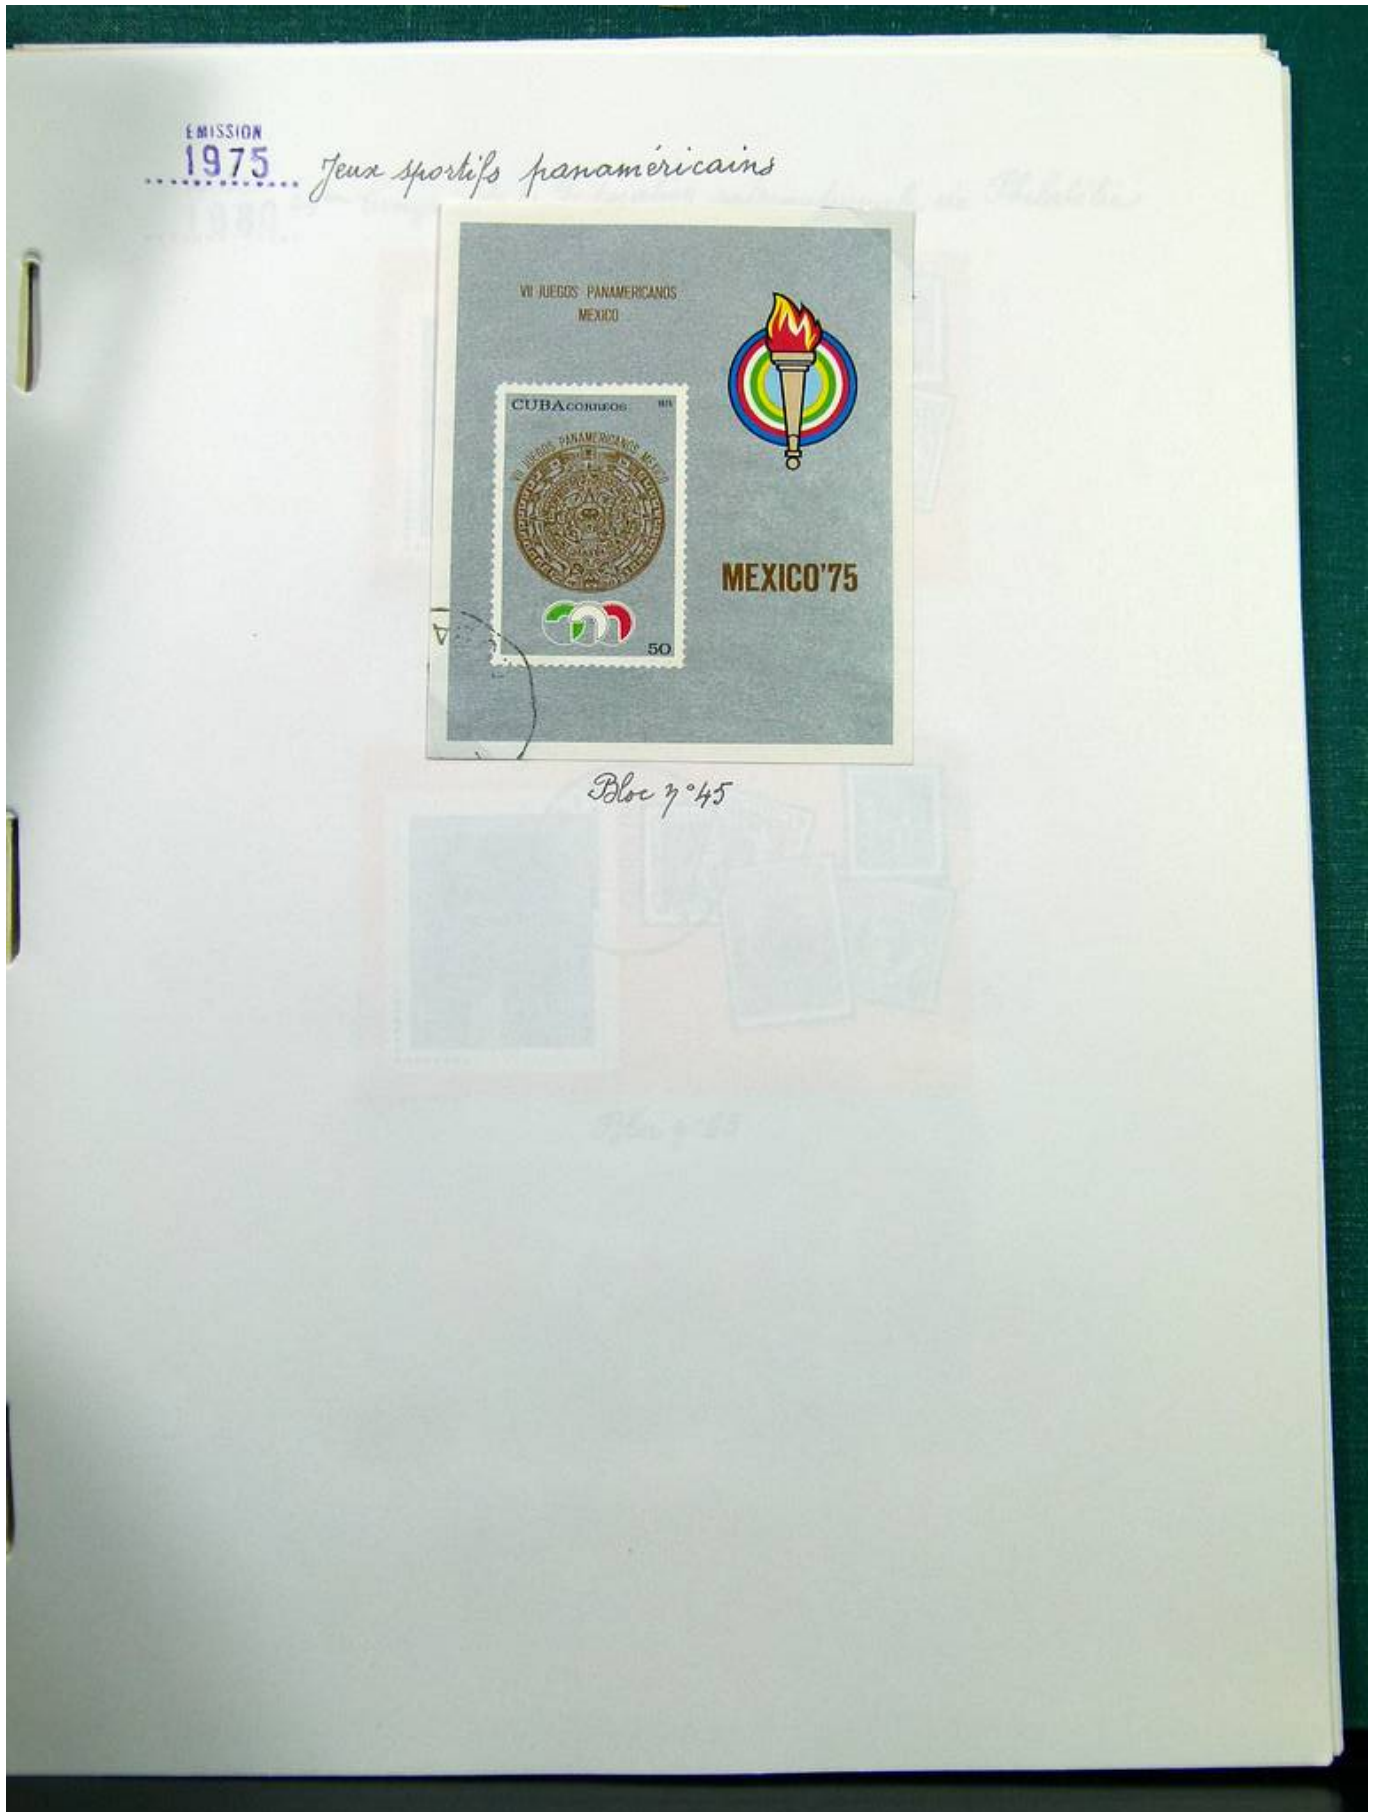 EMISSION
1975
Jeux sportifs panaméricains
VII JUEGOS PANAMERICANOS
MEXICO
CUBA CORREOS 1975
VII JUEGOS PANAMERICANOS MEXICO
MEXICO'75
50
A
Bloc n°45